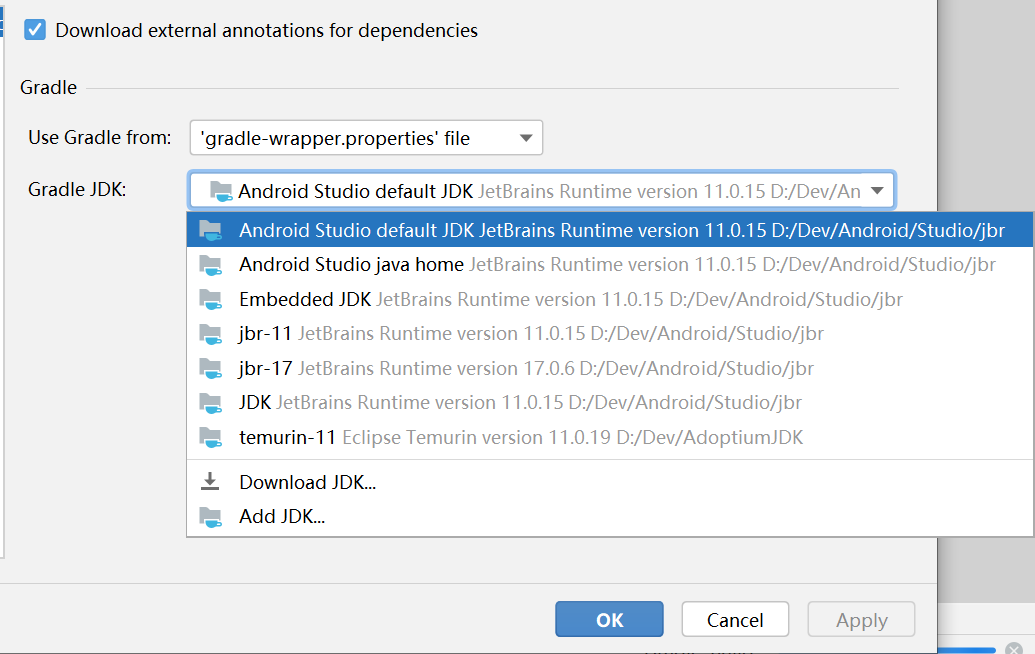 Download external annotations for dependencies
Gradle
Use Gradle from: 'gradle-wrapper.properties' file
Gradle JDK: Android Studio default JDK JetBrains Runtime version 11.0.15 D:/Dev/An
Android Studio default JDK JetBrains Runtime version 11.0.15 D:/Dev/Android/Studio/jbr
Android Studio java home JetBrains Runtime version 11.0.15 D:/Dev/Android/Studio/jbr
Embedded JDK JetBrains Runtime version 11.0.15 D:/Dev/Android/Studio/jbr
jbr-11 JetBrains Runtime version 11.0.15 D:/Dev/Android/Studio/jbr
jbr-17 JetBrains Runtime version 17.0.6 D:/Dev/Android/Studio/jbr
JDK JetBrains Runtime version 11.0.15 D:/Dev/Android/Studio/jbr
temurin-11 Eclipse Temurin version 11.0.19 D:/Dev/AdoptiumJDK
Download JDK...
Add JDK...
OK Cancel Apply